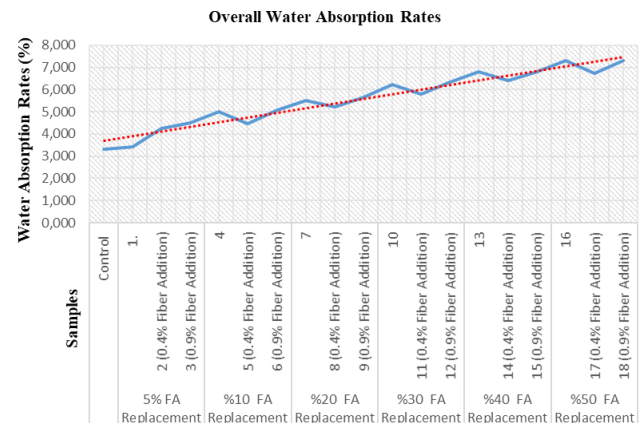 Overall Water Absorption Rates
Water Absorption Rates (%)
8,000
7,000
6,000
5,000
4,000
3,000
2,000
1,000
0,000
Samples
Control
1.
2 (0.4% Fiber Addition)
3 (0.9% Fiber Addition)
4
5 (0.4% Fiber Addition)
6 (0.9% Fiber Addition)
7
8 (0.4% Fiber Addition)
9 (0.9% Fiber Addition)
10
11 (0.4% Fiber Addition)
12 (0.9% Fiber Addition)
13
14 (0.4% Fiber Addition)
15 (0.9% Fiber Addition)
16
17 (0.4% Fiber Addition)
18 (0.9% Fiber Addition)
5% FA
Replacement
%10 FA
Replacement
%20 FA
Replacement
%30 FA
Replacement
%40 FA
Replacement
%50 FA
Replacement